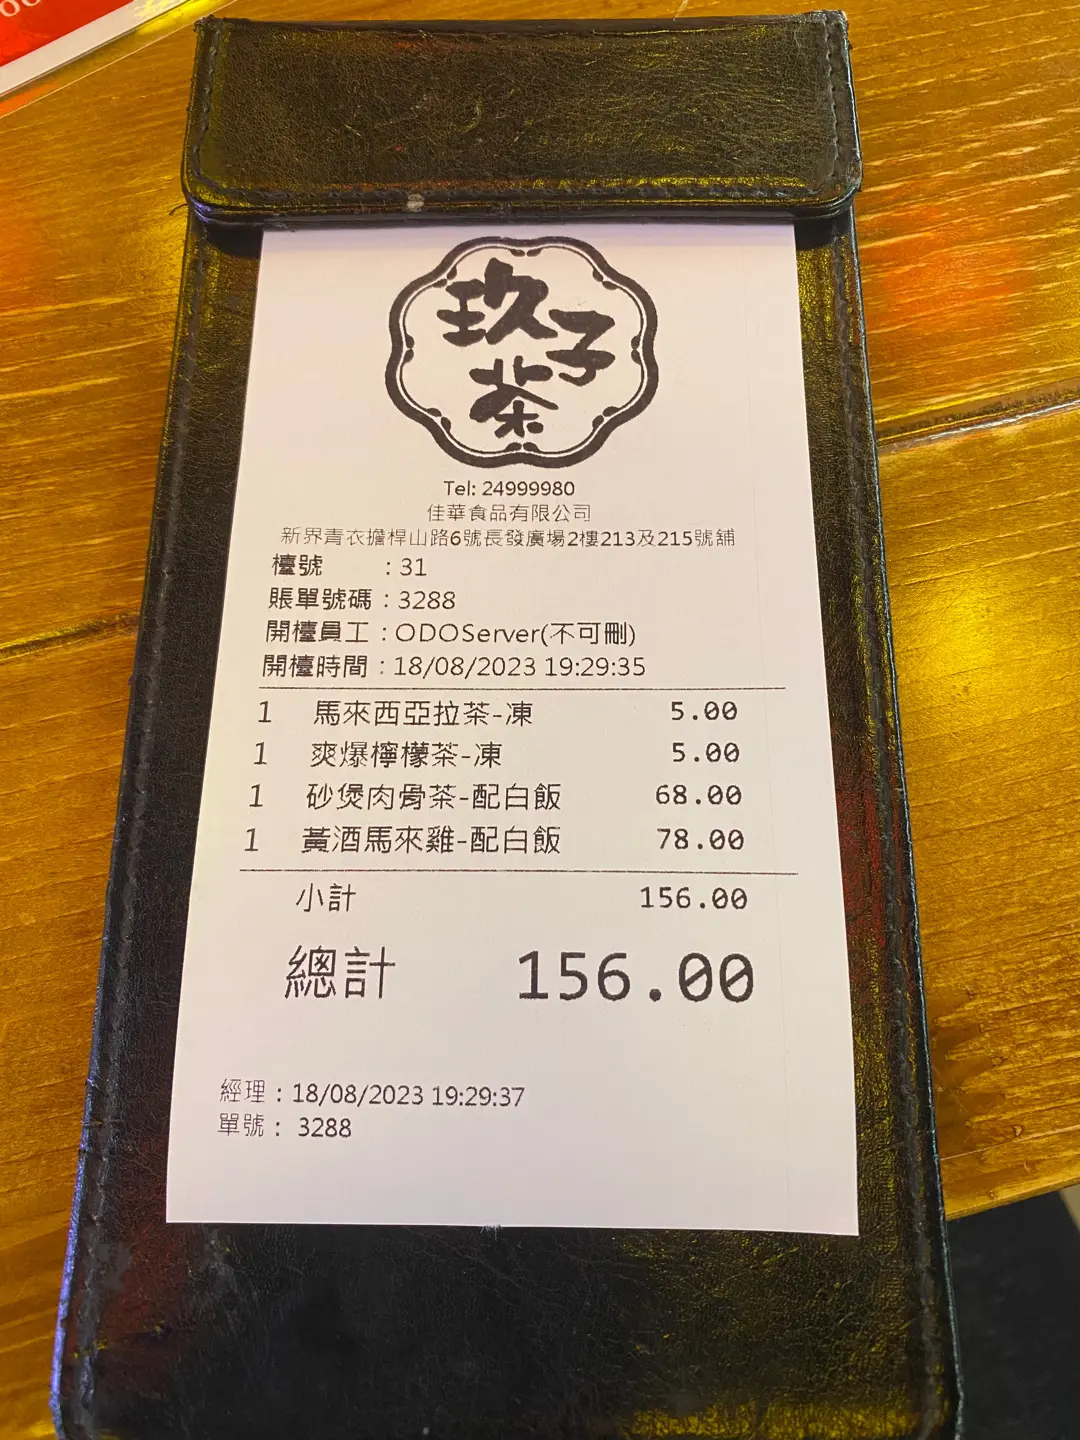 玖子茶
Tel: 24999980
佳華食品有限公司
新界青衣擔桿山路6號長發廣場2樓213及215號舖
檯號 : 31
賬單號碼 : 3288
開檯員工 : ODOServer(不可刪)
開檯時間 : 18/08/2023 19:29:35
1 馬來西亞拉茶-凍 5.00
1 爽爆檸檬茶-凍 5.00
1 砂煲肉骨茶-配白飯 68.00
1 黃酒馬來雞-配白飯 78.00
小計 156.00
總計 156.00
經理 : 18/08/2023 19:29:37
單號 : 3288